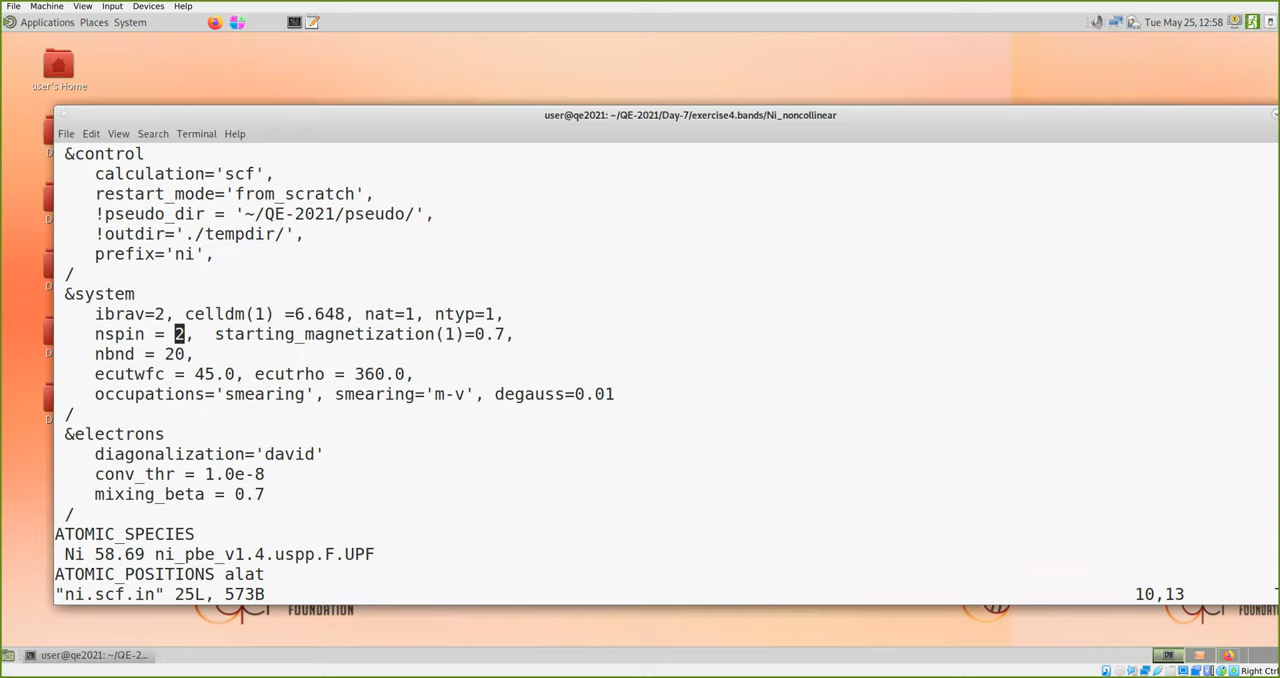 File Machine View Input Devices Help
Applications Places System
Tue May 25, 12:58
user's Home
user@qe2021: ~/QE-2021/Day-7/exercise4.bands/Ni_noncollinear
File Edit View Search Terminal Help
&control
calculation='scf',
restart_mode='from_scratch',
!pseudo_dir = '~/QE-2021/pseudo/',
!outdir='./tempdir/',
prefix='ni',
/
&system
ibrav=2, celldm(1) =6.648, nat=1, ntyp=1,
nspin = 2, starting_magnetization(1)=0.7,
nbnd = 20,
ecutwfc = 45.0, ecutrho = 360.0,
occupations='smearing', smearing='m-v', degauss=0.01
/
&electrons
diagonalization='david'
conv_thr = 1.0e-8
mixing_beta = 0.7
/
ATOMIC_SPECIES
Ni 58.69 ni_pbe_v1.4.uspp.F.UPF
ATOMIC_POSITIONS alat
"ni.scf.in" 25L, 573B 10,13
FOUNDATION
user@qe2021: ~/QE-2...
Right Ctrl